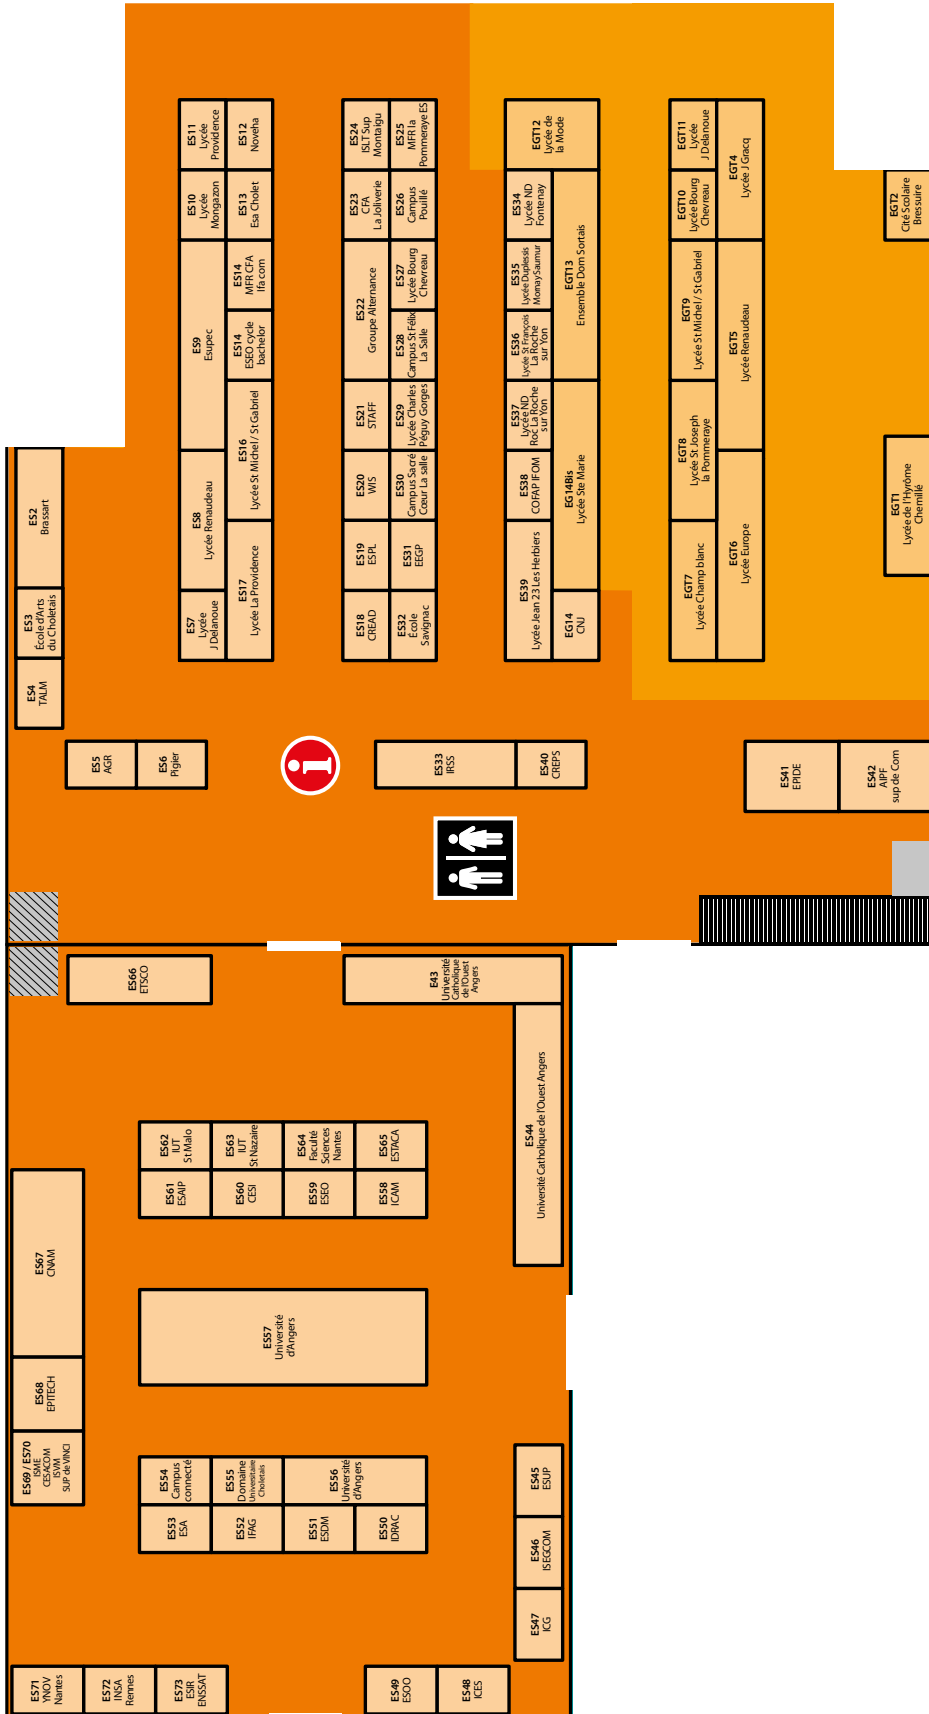 ES11
Lycée
Providence
ES12
Noveha
ES24
ISLT Sup
Montaigu
ES25
MFR la
Pommeraye ES
EGT12
Lycée de
la Mode
EGT11
Lycée
J Delanoue
EGT4
Lycée J Gracq
ES10
Lycée
Mongazon
ES13
Esa Cholet
ES23
CFA
La Joliverie
ES26
Campus
Pouillé
ES34
Lycée ND
Fontenay
EGT13
Ensemble Dom Sortais
EGT10
Lycée Bourg
Chevreau
EGT2
Cité Scolaire
Bressuire
ES9
Esupec
ES14
MFR CFA
Ifa com
ES22
Groupe Alternance
ES27
Lycée Bourg
Chevreau
ES35
Lycée Duplessis
Mornay Saumur
EGT9
Lycée St Michel / St Gabriel
EGT5
Lycée Renaudeau
ES14
ESEO cycle
bachelor
ES28
Campus St Félix
La Salle
ES36
Lycée St François
La Roche
sur Yon
ES16
Lycée St Michel / St Gabriel
ES21
STAFF
ES29
Lycée Charles
Péguy Gorges
ES37
Lycée ND
Roc La Roche
sur Yon
EG14Bis
Lycée Ste Marie
EGT8
Lycée St Joseph
la Pommeraye
ES2
Brassart
ES8
Lycée Renaudeau
ES20
WIS
ES30
Campus Sacré
Cœur La salle
ES38
COFAP IFOM
EGT6
Lycée Europe
EGT1
Lycée de l'Hyrôme
Chemillé
ES17
Lycée La Providence
ES19
ESPL
ES31
EEGP
ES39
Lycée Jean 23 Les Herbiers
EGT7
Lycée Champ blanc
ES3
École d'Arts
du Choletais
ES7
Lycée
J Delanoue
ES18
CREAD
ES32
École
Savignac
EG14
CNJ
ES4
TALM
ES5
AGR
ES6
Pigier
i
ES33
IRSS
ES40
CREPS
ES41
EPIDE
ES42
AIPF
sup de Com
ES66
ETSCO
E43
Université
Catholique
de l'Ouest
Angers
ES44
Université Catholique de l'Ouest Angers
ES62
IUT
St Malo
ES63
IUT
St Nazaire
ES64
Faculté
Sciences
Nantes
ES65
ESTACA
ES61
ESAIP
ES60
CESI
ES59
ESEO
ES58
ICAM
ES67
CNAM
ES57
Université
d'Angers
ES68
EPITECH
ES69 / ES70
ISME
CESACOM
ISVM
SUP de VINCI
ES54
Campus
connecté
ES55
Domaine
Universitaire
Choletais
ES56
Université
d'Angers
ES45
ESUP
ES53
ESA
ES52
IFAG
ES51
ESDM
ES50
IDRAC
ES46
ISEGCOM
ES47
ICG
ES71
YNOV
Nantes
ES72
INSA
Rennes
ES73
ESIR
ENSSAT
ES49
ESOO
ES48
ICES